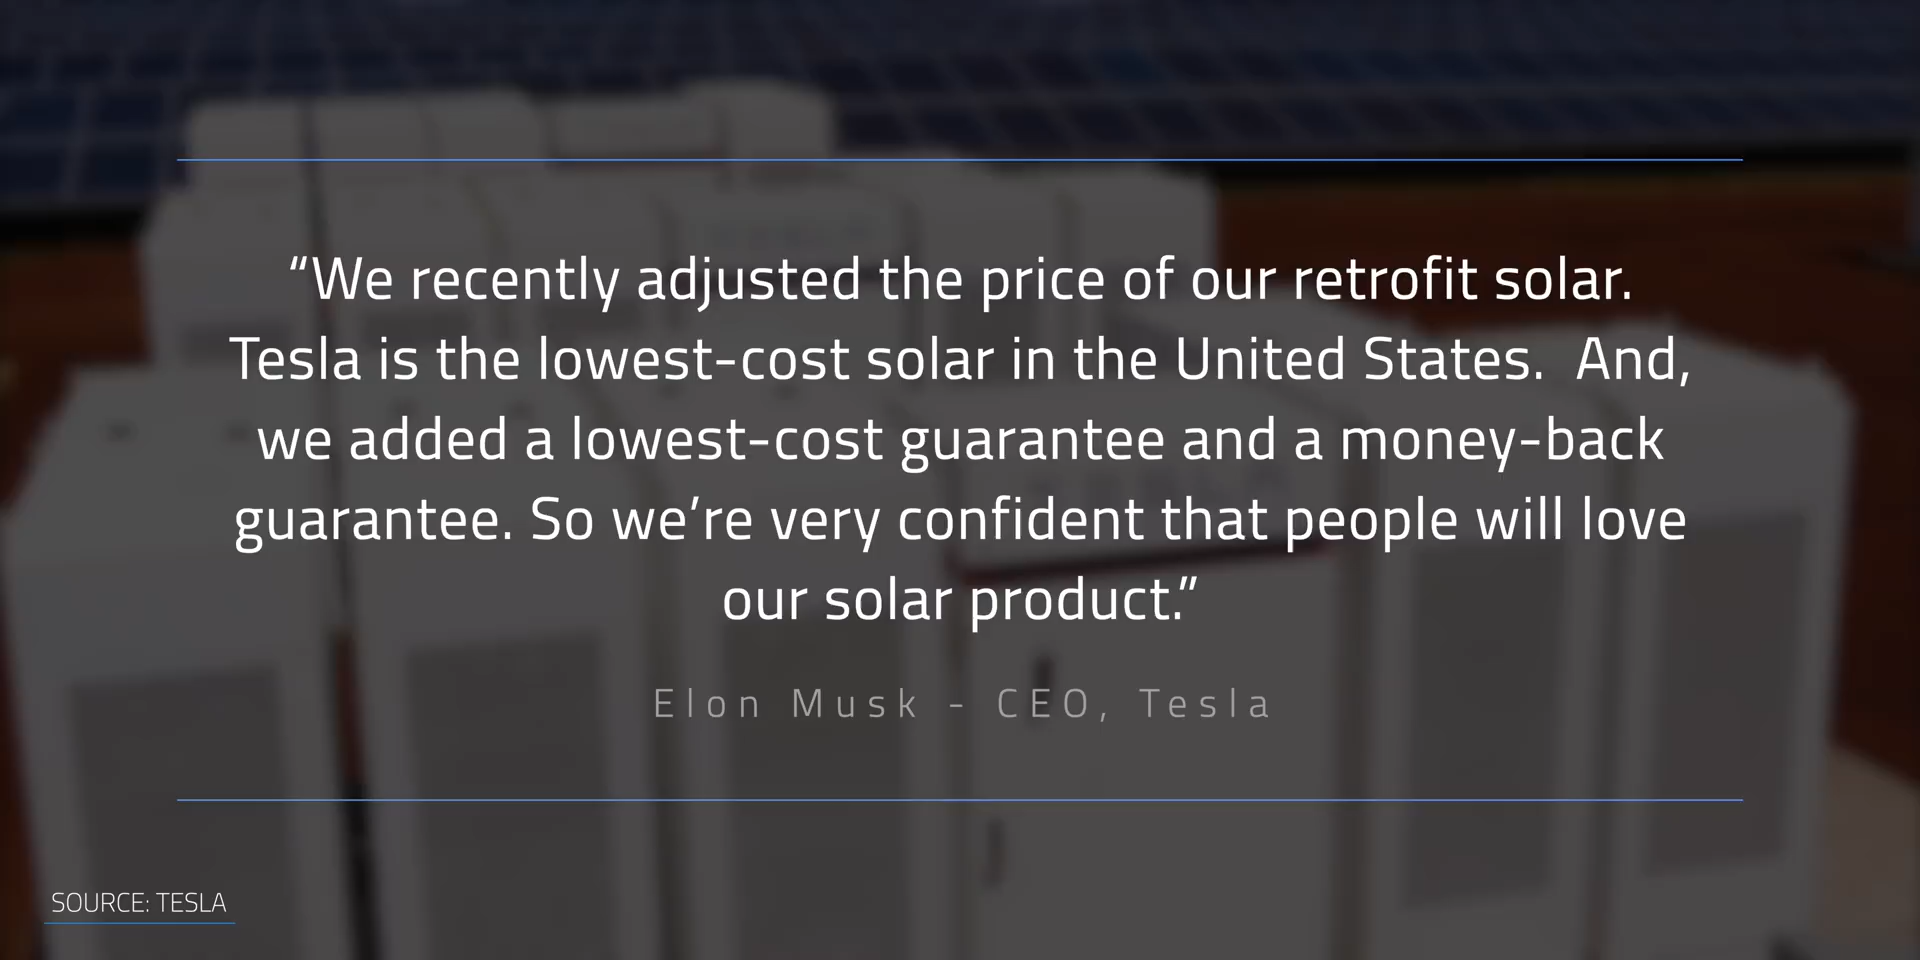 “We recently adjusted the price of our retrofit solar.
Tesla is the lowest-cost solar in the United States.  And,
we added a lowest-cost guarantee and a money-back
guarantee. So we’re very confident that people will love
our solar product.”
Elon Musk - CEO, Tesla
SOURCE: TESLA